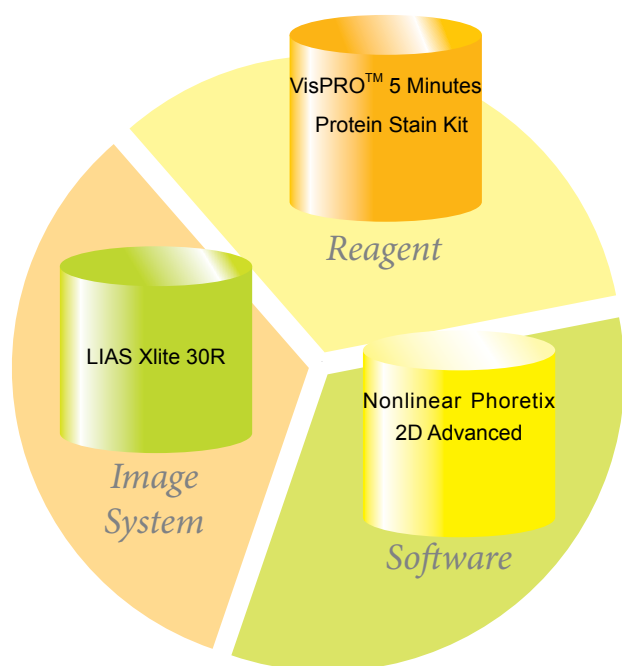 VisPRO™ 5 Minutes
Protein Stain Kit
Reagent
LIAS Xlite 30R
Image
System
Nonlinear Phoretix
2D Advanced
Software